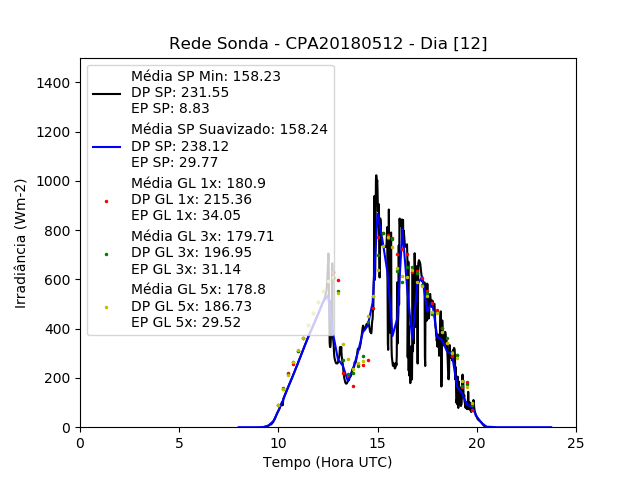 Rede Sonda - CPA20180512 - Dia [12]
Irradiância (Wm-2)
1400
1200
1000
800
600
400
200
0
Média SP Min: 158.23
DP SP: 231.55
EP SP: 8.83
Média SP Suavizado: 158.24
DP SP: 238.12
EP SP: 29.77
Média GL 1x: 180.9
DP GL 1x: 215.36
EP GL 1x: 34.05
Média GL 3x: 179.71
DP GL 3x: 196.95
EP GL 3x: 31.14
Média GL 5x: 178.8
DP GL 5x: 186.73
EP GL 5x: 29.52
0 5 10 15 20 25
Tempo (Hora UTC)